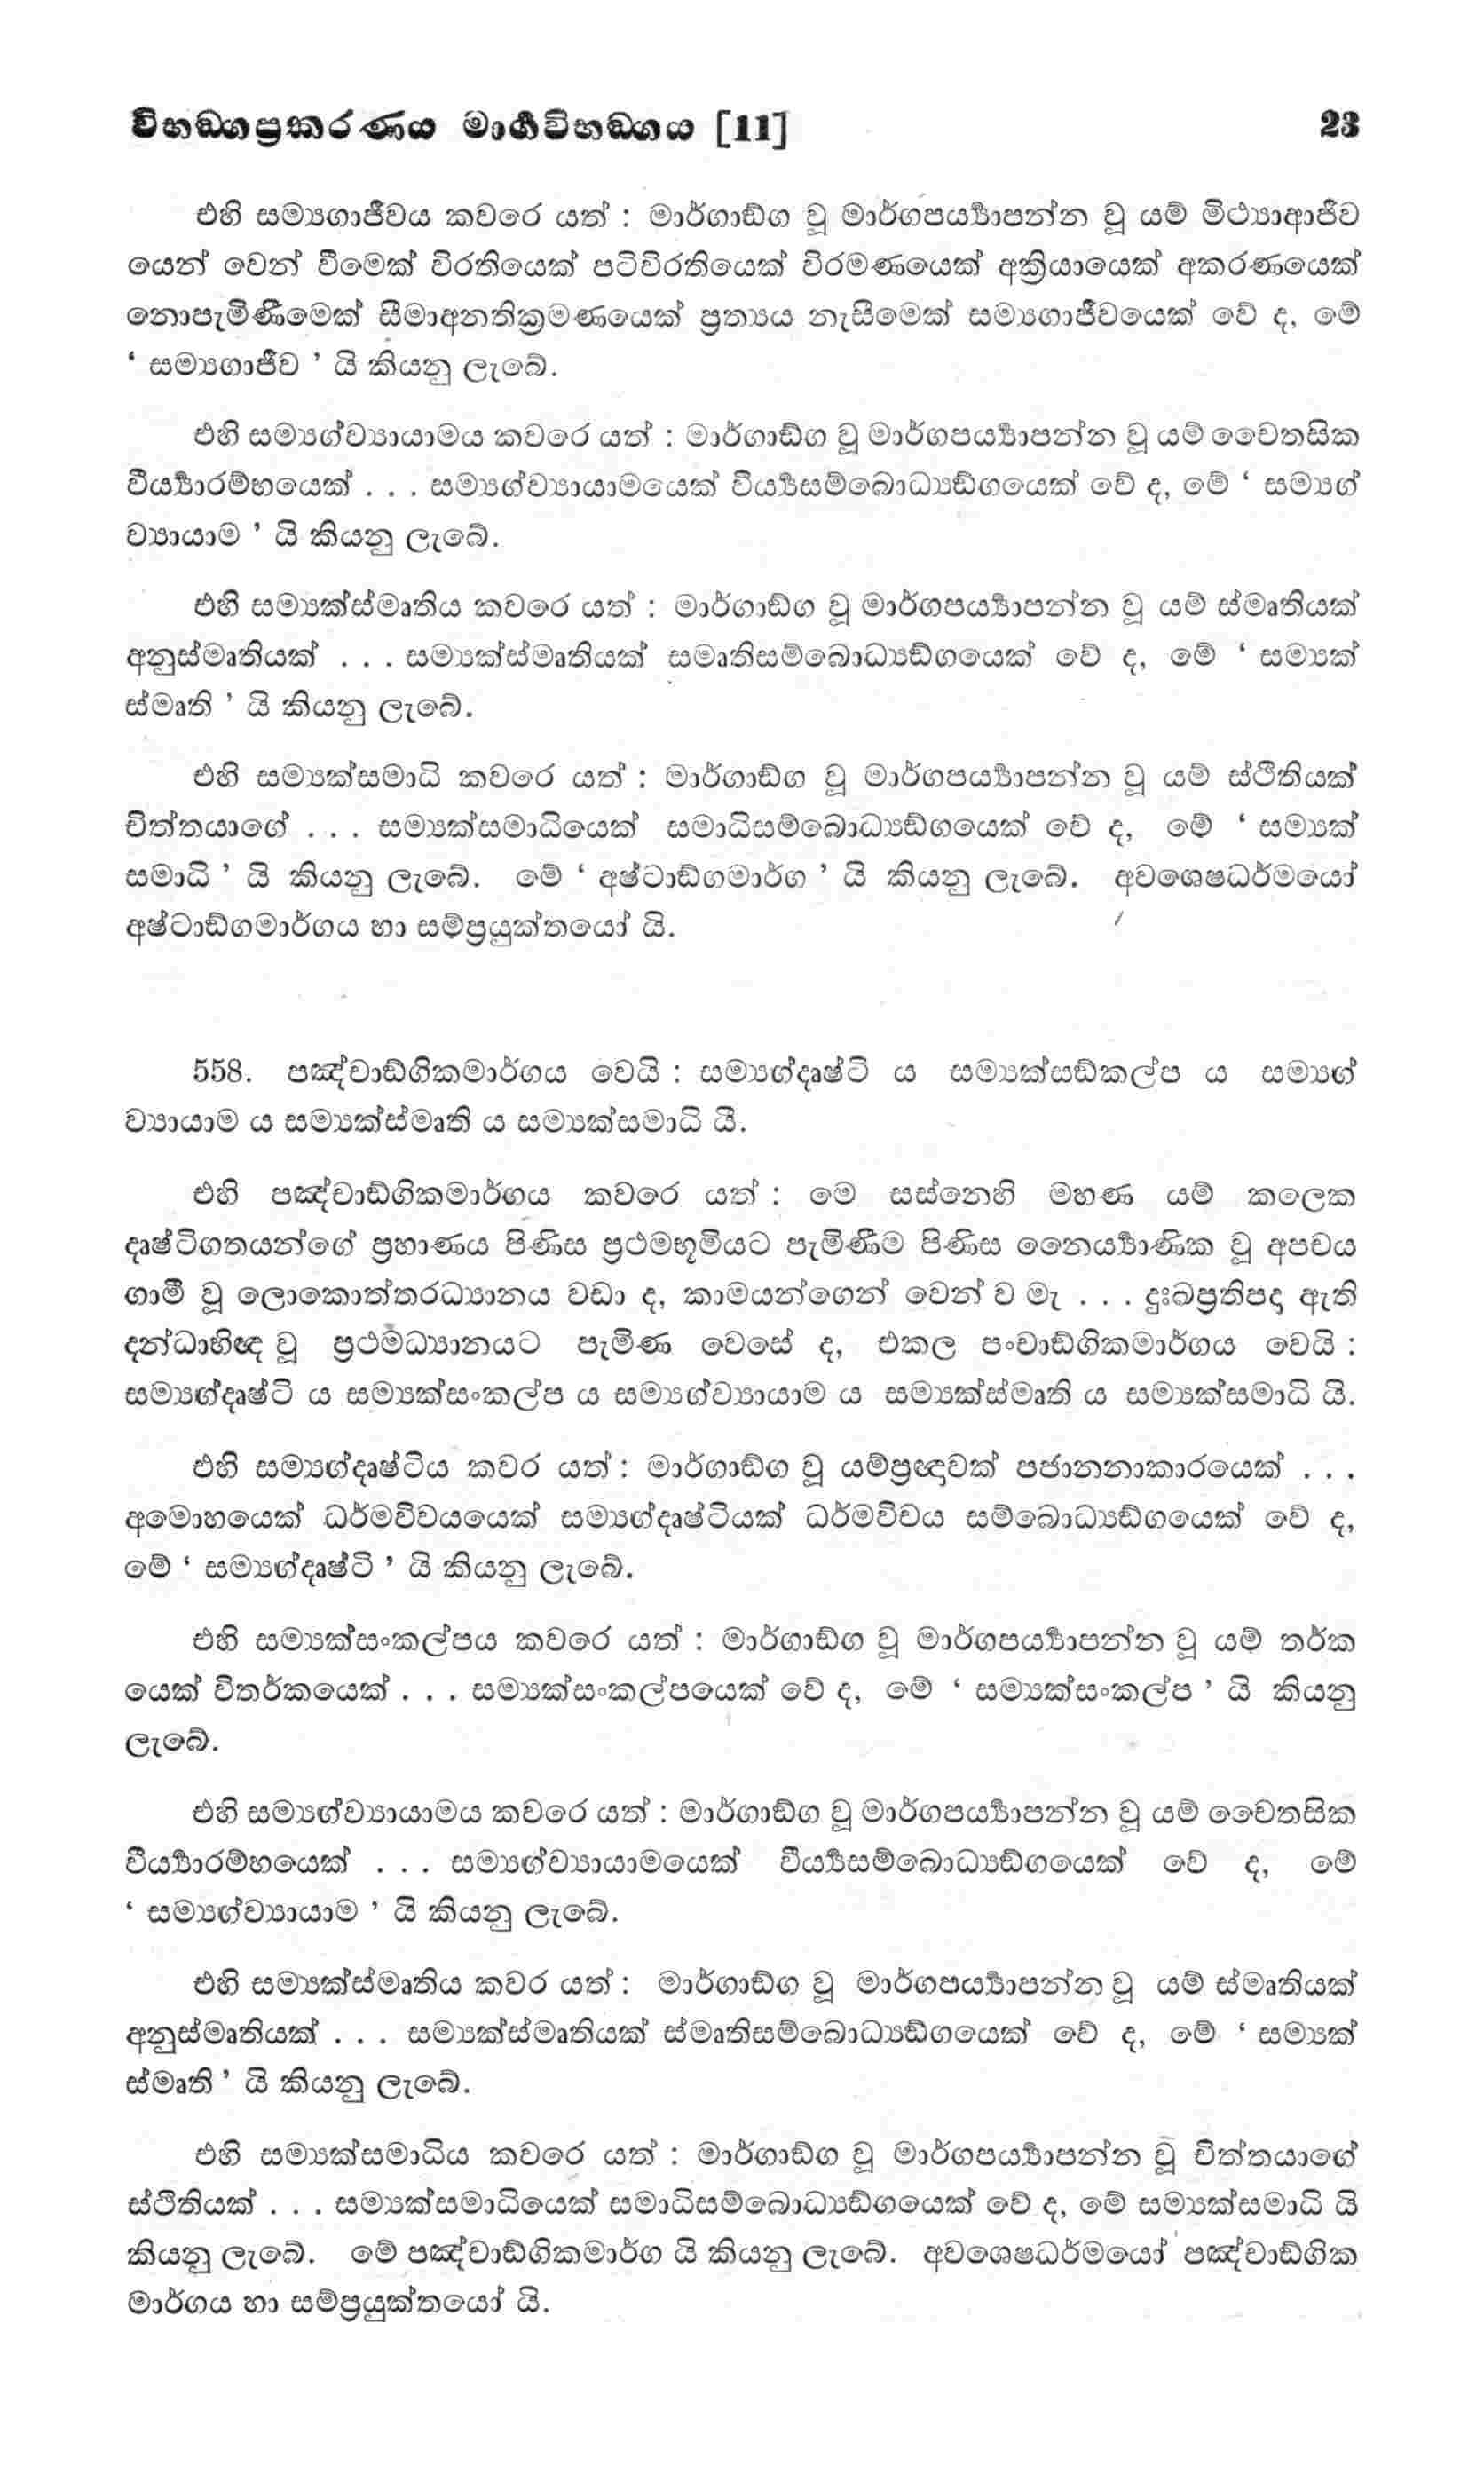 විභඞ්ගප්‍රකරණය මාර්ගවිභඞ්ගය [11] 23
එහි සම්‍යගාජීවය කවරෙ යත් : මාර්ගාඞ්ග වූ මාර්ගපර්‍ය්‍යාපන්න වූ යම් මිථ්‍යාආජීව
යෙන් වෙන් වීමෙක් විරතියෙක් පටිවිරතියෙක් විරමණයෙක් අක්‍රියායෙක් අකරණයෙක්
නොපැමිණීමෙක් සීමාඅනතික්‍රමණයෙක් ප්‍රත්‍යය නැසීමෙක් සම්‍යගාජීවයෙක් වේ ද, මේ
‘ සම්‍යගාජීව ’ යි කියනු ලැබේ.
එහි සම්‍යග්ව්‍යායාමය කවරෙ යත් : මාර්ගාඞ්ග වූ මාර්ගපර්‍ය්‍යාපන්න වූ යම් චෛතසික
වීර්‍ය්‍යාරම්භයෙක් . . . සම්‍යග්ව්‍යායාමයෙක් වීර්‍ය්‍යසම්බොධ්‍යඞ්ගයෙක් වේ ද, මේ ‘ සම්‍යග්
ව්‍යායාම ’ යි කියනු ලැබේ.
එහි සම්‍යක්ස්මෘතිය කවරෙ යත් : මාර්ගාඞ්ග වූ මාර්ගපර්‍ය්‍යාපන්න වූ යම් ස්මෘතියක්
අනුස්මෘතියක් . . . සම්‍යක්ස්මෘතියක් සමෘතිසම්බොධ්‍යඞ්ගයෙක් වේ ද, මේ ‘ සම්‍යක්
ස්මෘති ’ යි කියනු ලැබේ.
එහි සම්‍යක්සමාධි කවරෙ යත් : මාර්ගාඞ්ග වූ මාර්ගපර්‍ය්‍යාපන්න වූ යම් ස්ථිතියක්
චිත්තයාගේ . . . සම්‍යක්සමාධියෙක් සමාධිසම්බොධ්‍යඞ්ගයෙක් වේ ද, මේ ‘ සම්‍යක්
සමාධි ’ යි කියනු ලැබේ. මේ ‘ අෂ්ටාඞ්ගමාර්ග ’ යි කියනු ලැබේ. අවශෙෂධර්මයෝ
අෂ්ටාඞ්ගමාර්ගය හා සම්ප්‍රයුක්තයෝ යි.
558. පඤ්චාඞ්ගිකමාර්ගය වෙයි : සම්‍යග්දෘෂ්ටි ය සම්‍යක්සඞ්කල්ප ය සම්‍යග්
ව්‍යායාම ය සම්‍යක්ස්මෘති ය සම්‍යක්සමාධි යී.
එහි පඤ්චාඞ්ගිකමාර්ගය කවරෙ යත් : මෙ සස්නෙහි මහණ යම් කලෙක
දෘෂ්ටිගතයන්ගේ ප්‍රහාණය පිණිස ප්‍රථමභූමියට පැමිණීම පිණිස නෛර්‍ය්‍යාණික වූ අපචය
ගාමී වූ ලොකොත්තරධ්‍යානය වඩා ද, කාමයන්ගෙන් වෙන් ව මැ . . . දුඃඛප්‍රතිපදා ඇති
දන්ධාභිඥා වූ ප්‍රථමධ්‍යානයට පැමිණ වෙසේ ද, එකල පංචාඞ්ගිකමාර්ගය වෙයි :
සම්‍යග්දෘෂ්ටි ය සම්‍යක්සංකල්ප ය සම්‍යග්ව්‍යායාම ය සම්‍යක්ස්මෘති ය සම්‍යක්සමාධි යි.
එහි සම්‍යග්දෘෂ්ටිය කවර යත් : මාර්ගාඞ්ග වූ යම්ප්‍රඥාවක් පජානනාකාරයෙක් . . .
අමොහයෙක් ධර්මවිචයයෙක් සම්‍යග්දෘෂ්ටියක් ධර්මවිචය සම්බොධ්‍යඞ්ගයෙක් වේ ද,
මේ ‘ සම්‍යග්දෘෂ්ටි ’ යි කියනු ලැබේ.
එහි සම්‍යක්සංකල්පය කවරෙ යත් : මාර්ගාඞ්ග වූ මාර්ගපර්‍ය්‍යාපන්න වූ යම් තර්ක
යෙක් විතර්කයෙක් . . . සම්‍යක්සංකල්පයෙක් වේ ද, මේ ‘ සම්‍යක්සංකල්ප ’ යි කියනු
ලැබේ.
එහි සම්‍යග්ව්‍යායාමය කවරෙ යත් : මාර්ගාඞ්ග වූ මාර්ගපර්‍ය්‍යාපන්න වූ යම් චෛතසික
වීර්‍ය්‍යාරම්භයෙක් . . . සම්‍යග්ව්‍යායාමයෙක් වීර්‍ය්‍යසම්බොධ්‍යඞ්ගයෙක් වේ ද, මේ
‘ සම්‍යග්ව්‍යායාම ’ යි කියනු ලැබේ.
එහි සම්‍යක්ස්මෘතිය කවර යත් : මාර්ගාඞ්ග වූ මාර්ගපර්‍ය්‍යාපන්න වූ යම් ස්මෘතියක්
අනුස්මෘතියක් . . . සම්‍යක්ස්මෘතියක් ස්මෘතිසම්බොධ්‍යඞ්ගයෙක් වේ ද, මේ ‘ සම්‍යක්
ස්මෘති ’ යි කියනු ලැබේ.
එහි සම්‍යක්සමාධිය කවරෙ යත් : මාර්ගාඞ්ග වූ මාර්ගපර්‍ය්‍යාපන්න වූ චිත්තයාගේ
ස්ථිතියක් . . . සම්‍යක්සමාධියෙක් සමාධිසම්බොධ්‍යඞ්ගයෙක් වේ ද, මේ සම්‍යක්සමාධි යි
කියනු ලැබේ. මේ පඤ්චාඞ්ගිකමාර්ග යි කියනු ලැබේ. අවශෙෂධර්මයෝ පඤ්චාඞ්ගික
මාර්ගය හා සම්ප්‍රයුක්තයෝ යි.